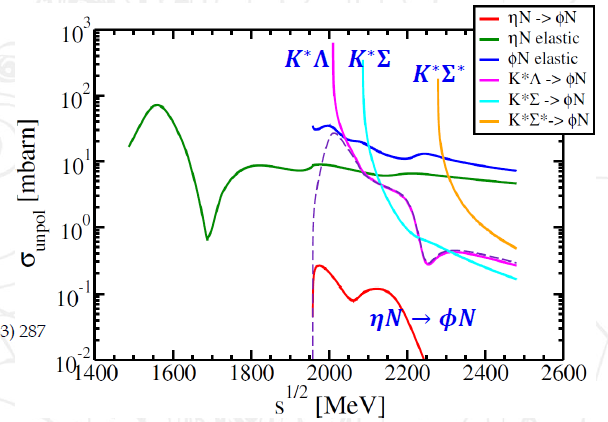 ηN -> ϕN
ηN elastic
ϕN elastic
K*Λ -> ϕN
K*Σ -> ϕN
K*Σ*-> ϕN
K*Λ K*Σ
K*Σ*
10^3
10^2
10^1
10^0
10^-1
10^-2
σ_unpol [mbarn]
ηN → ϕN
3) 287
1400 1600 1800 2000 2200 2400 2600
s^1/2 [MeV]